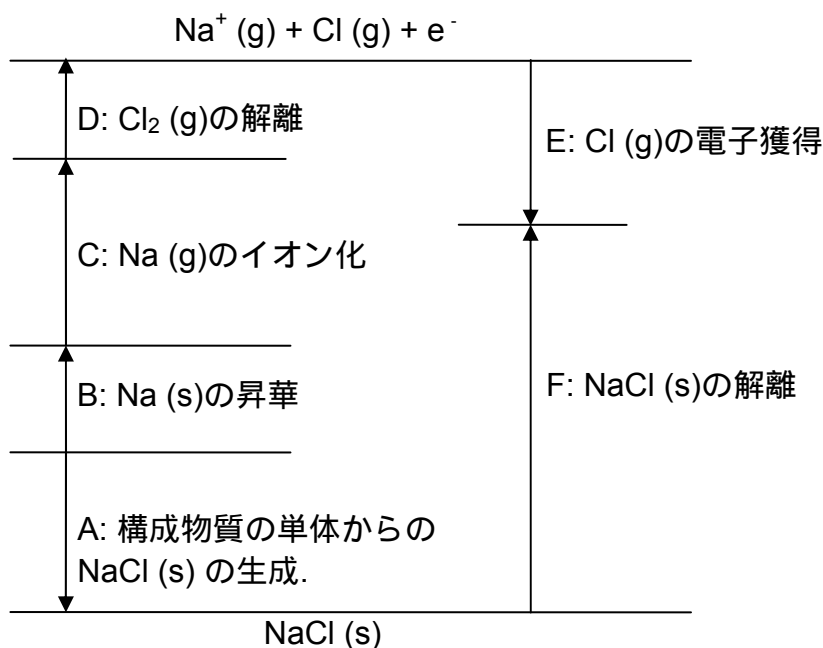 Na⁺ (g) + Cl (g) + e⁻
D: Cl₂ (g)の解離
E: Cl (g)の電子獲得
C: Na (g)のイオン化
B: Na (s)の昇華
F: NaCl (s)の解離
A: 構成物質の単体からの
NaCl (s) の生成.
NaCl (s)